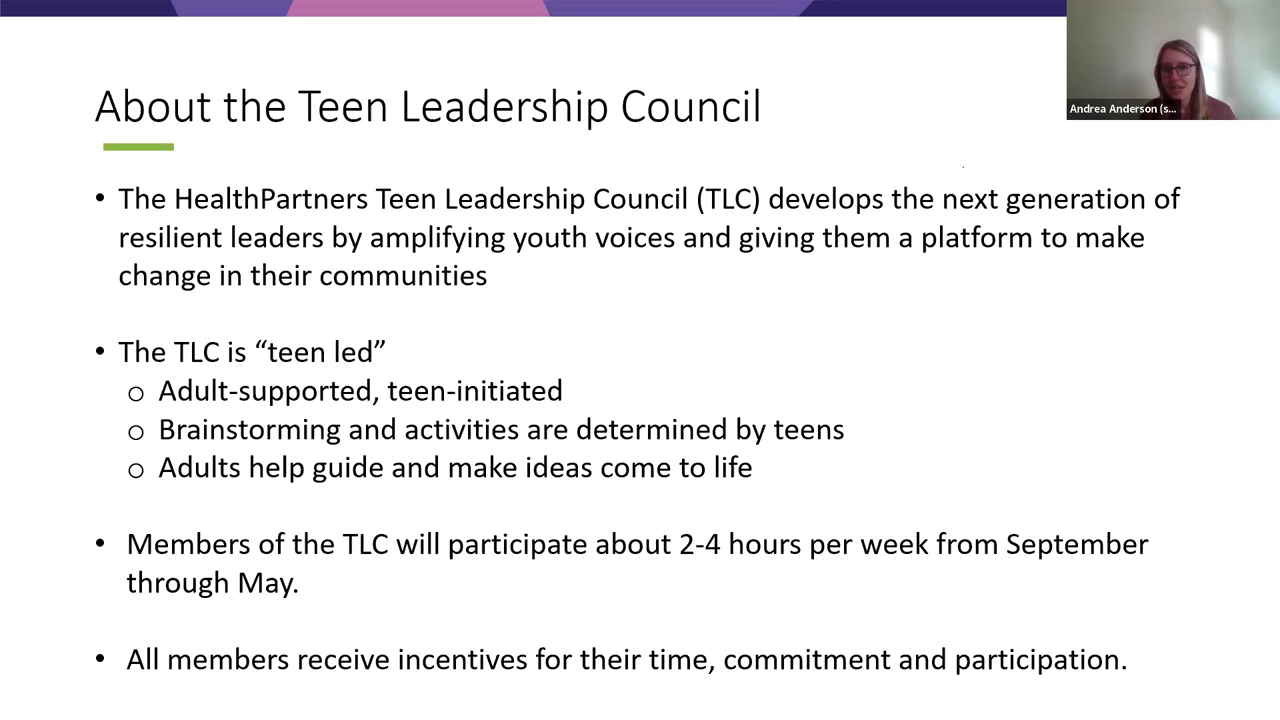 About the Teen Leadership Council
Andrea Anderson (s...
• The HealthPartners Teen Leadership Council (TLC) develops the next generation of
resilient leaders by amplifying youth voices and giving them a platform to make
change in their communities
• The TLC is “teen led”
o Adult-supported, teen-initiated
o Brainstorming and activities are determined by teens
o Adults help guide and make ideas come to life
• Members of the TLC will participate about 2-4 hours per week from September
through May.
• All members receive incentives for their time, commitment and participation.